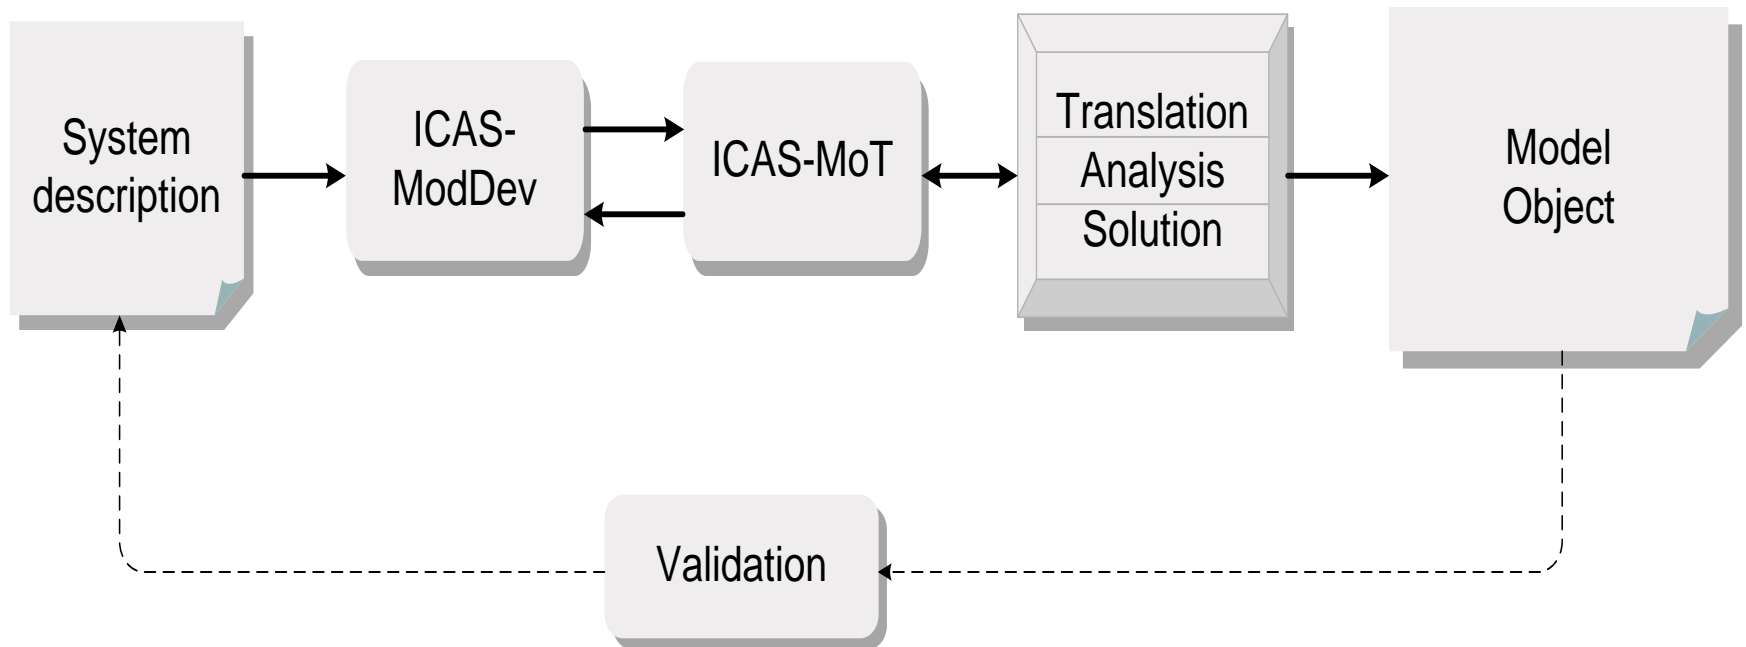 System
description
ICAS-
ModDev
ICAS-MoT
Translation
Analysis
Solution
Model
Object
Validation